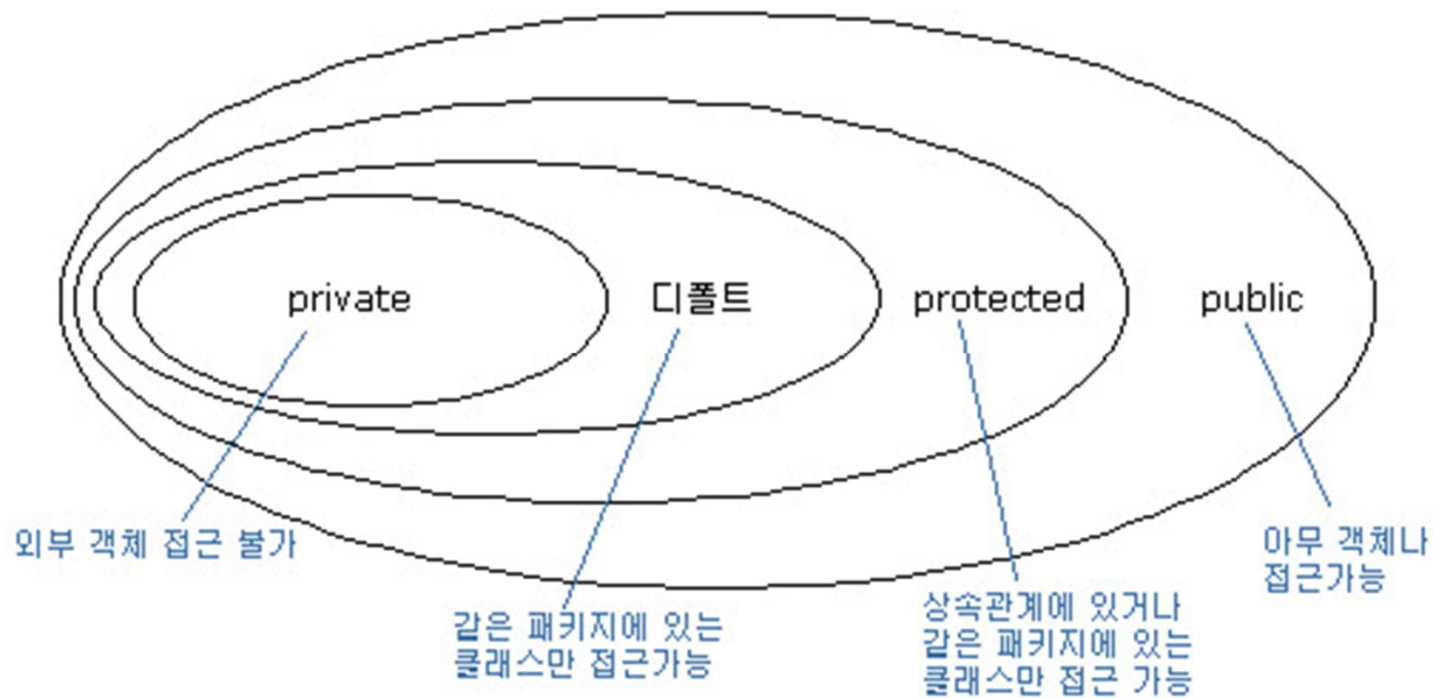 private
디폴트
protected
public
외부 객체 접근 불가
같은 패키지에 있는
클래스만 접근가능
상속관계에 있거나
같은 패키지에 있는
클래스만 접근 가능
아무 객체나
접근가능